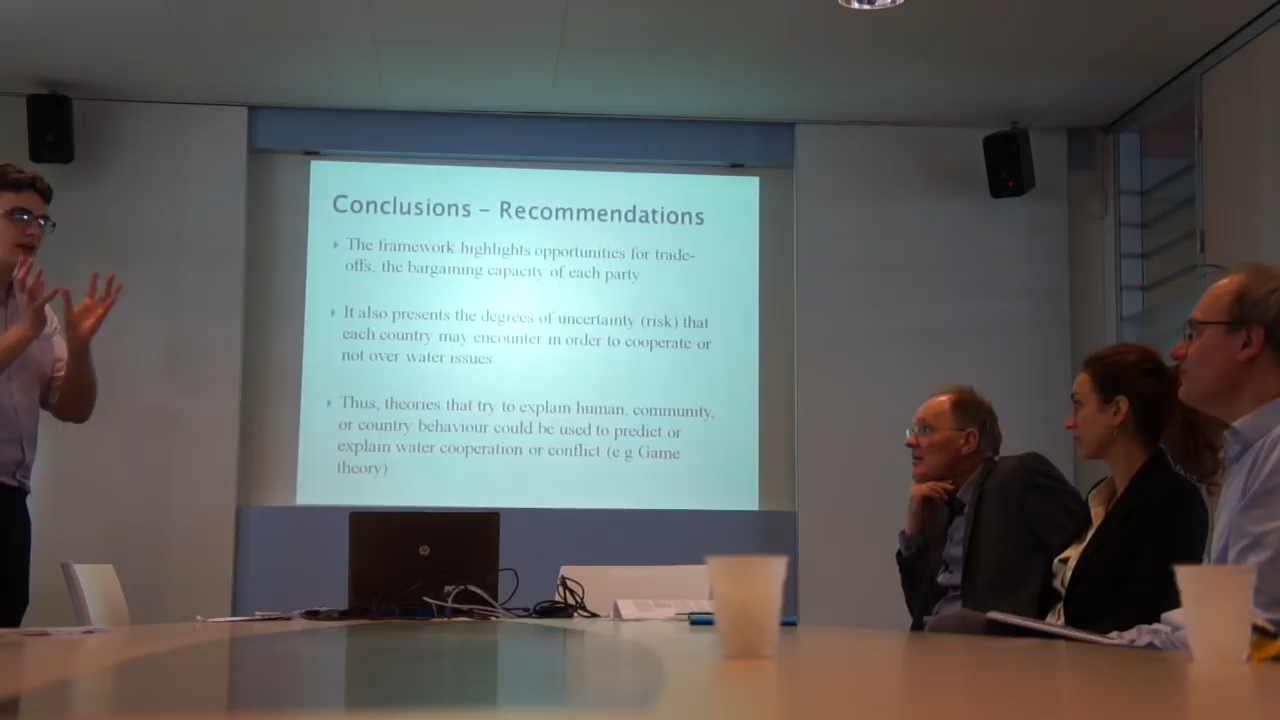 Conclusions – Recommendations
The framework highlights opportunities for trade-
offs, the bargaining capacity of each party
It also presents the degrees of uncertainty (risk) that
each country may encounter in order to cooperate or
not over water issues
Thus, theories that try to explain human, community,
or country behaviour could be used to predict or
explain water cooperation or conflict (e g Game
theory)
hp